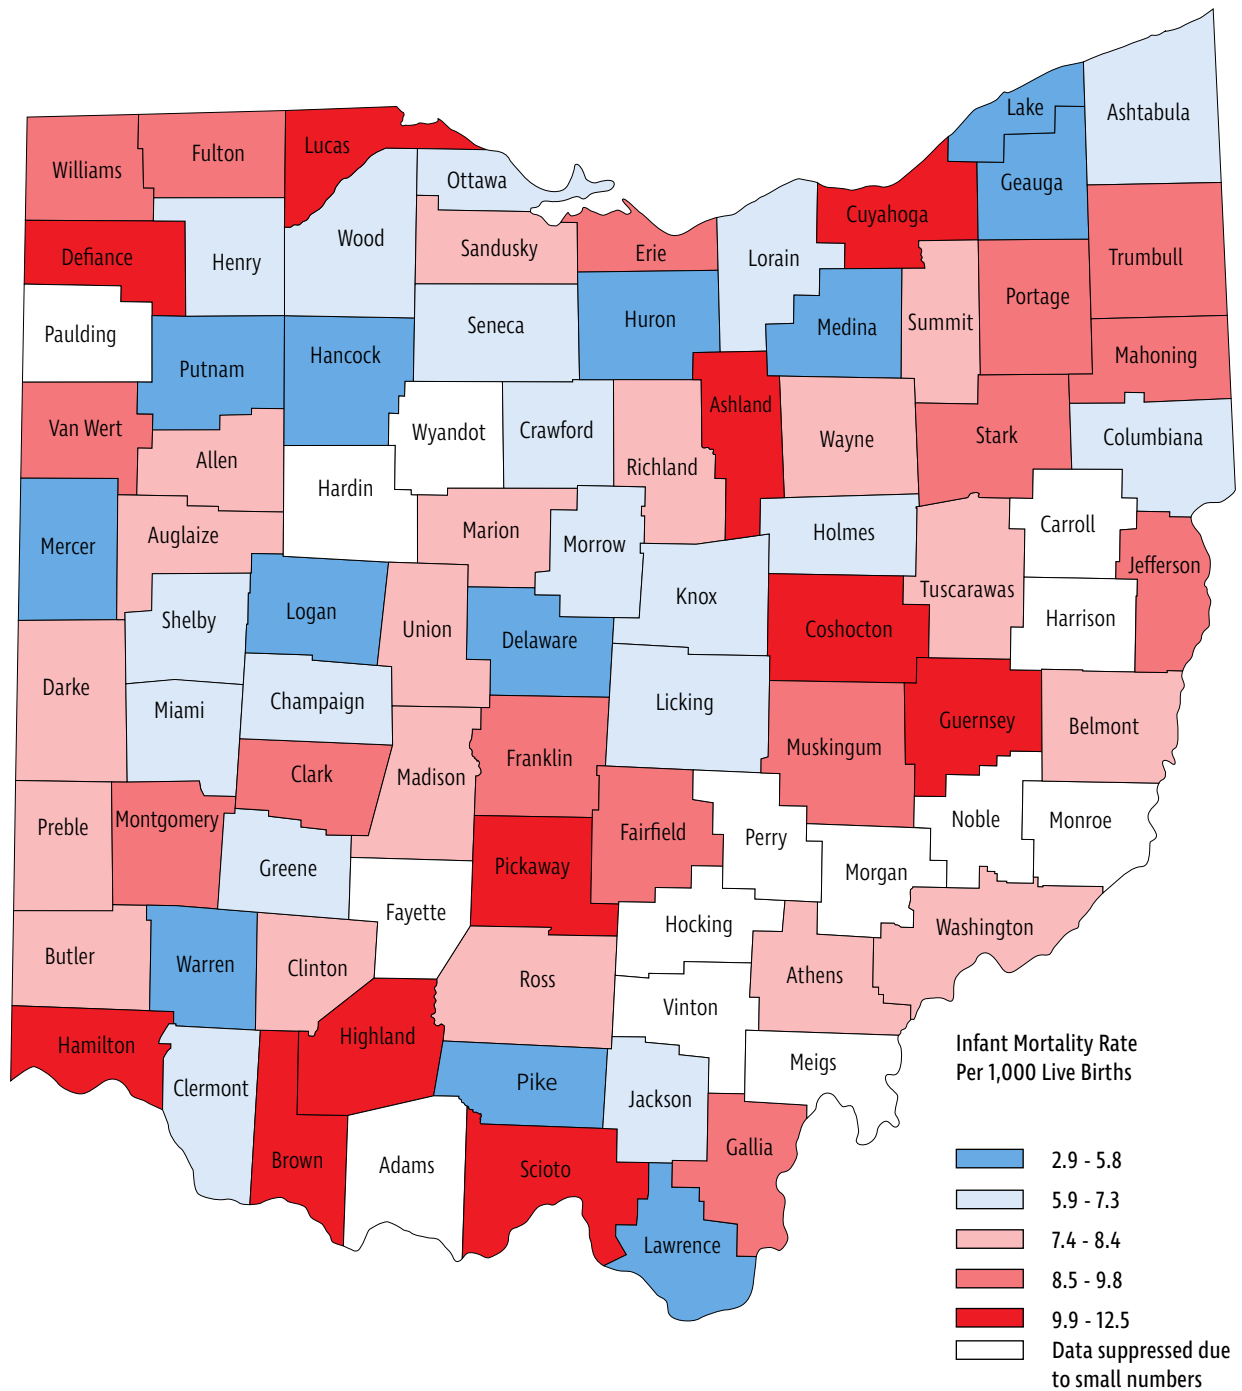 Lake
Ashtabula
Lucas
Fulton
Williams
Ottawa
Geauga
Cuyahoga
Wood
Sandusky
Erie
Lorain
Trumbull
Defiance
Henry
Portage
Paulding
Seneca
Huron
Medina
Summit
Putnam
Hancock
Mahoning
Van Wert
Wyandot
Crawford
Ashland
Wayne
Stark
Columbiana
Allen
Richland
Hardin
Mercer
Auglaize
Marion
Morrow
Holmes
Carroll
Jefferson
Shelby
Logan
Union
Delaware
Knox
Coshocton
Tuscarawas
Harrison
Darke
Miami
Champaign
Licking
Guernsey
Belmont
Clark
Madison
Franklin
Muskingum
Preble
Montgomery
Greene
Pickaway
Fairfield
Perry
Morgan
Noble
Monroe
Fayette
Hocking
Washington
Butler
Warren
Clinton
Ross
Athens
Vinton
Hamilton
Highland
Meigs
Clermont
Pike
Jackson
Brown
Adams
Scioto
Gallia
Lawrence
Infant Mortality Rate
Per 1,000 Live Births
2.9 - 5.8
5.9 - 7.3
7.4 - 8.4
8.5 - 9.8
9.9 - 12.5
Data suppressed due
to small numbers